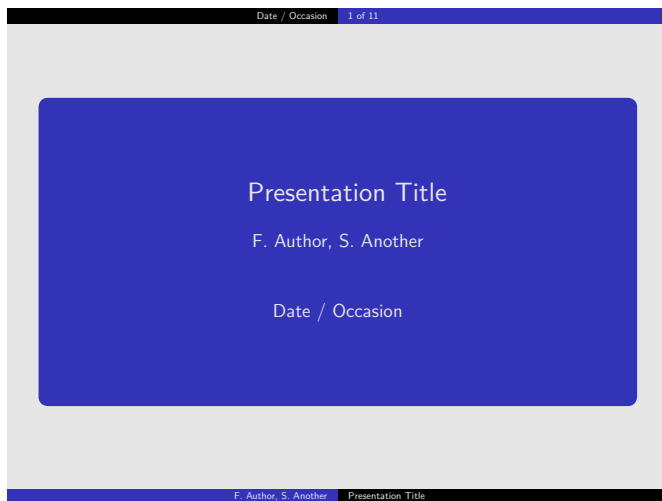 Date / Occasion 1 of 11
Presentation Title
F. Author, S. Another
Date / Occasion
F. Author, S. Another Presentation Title